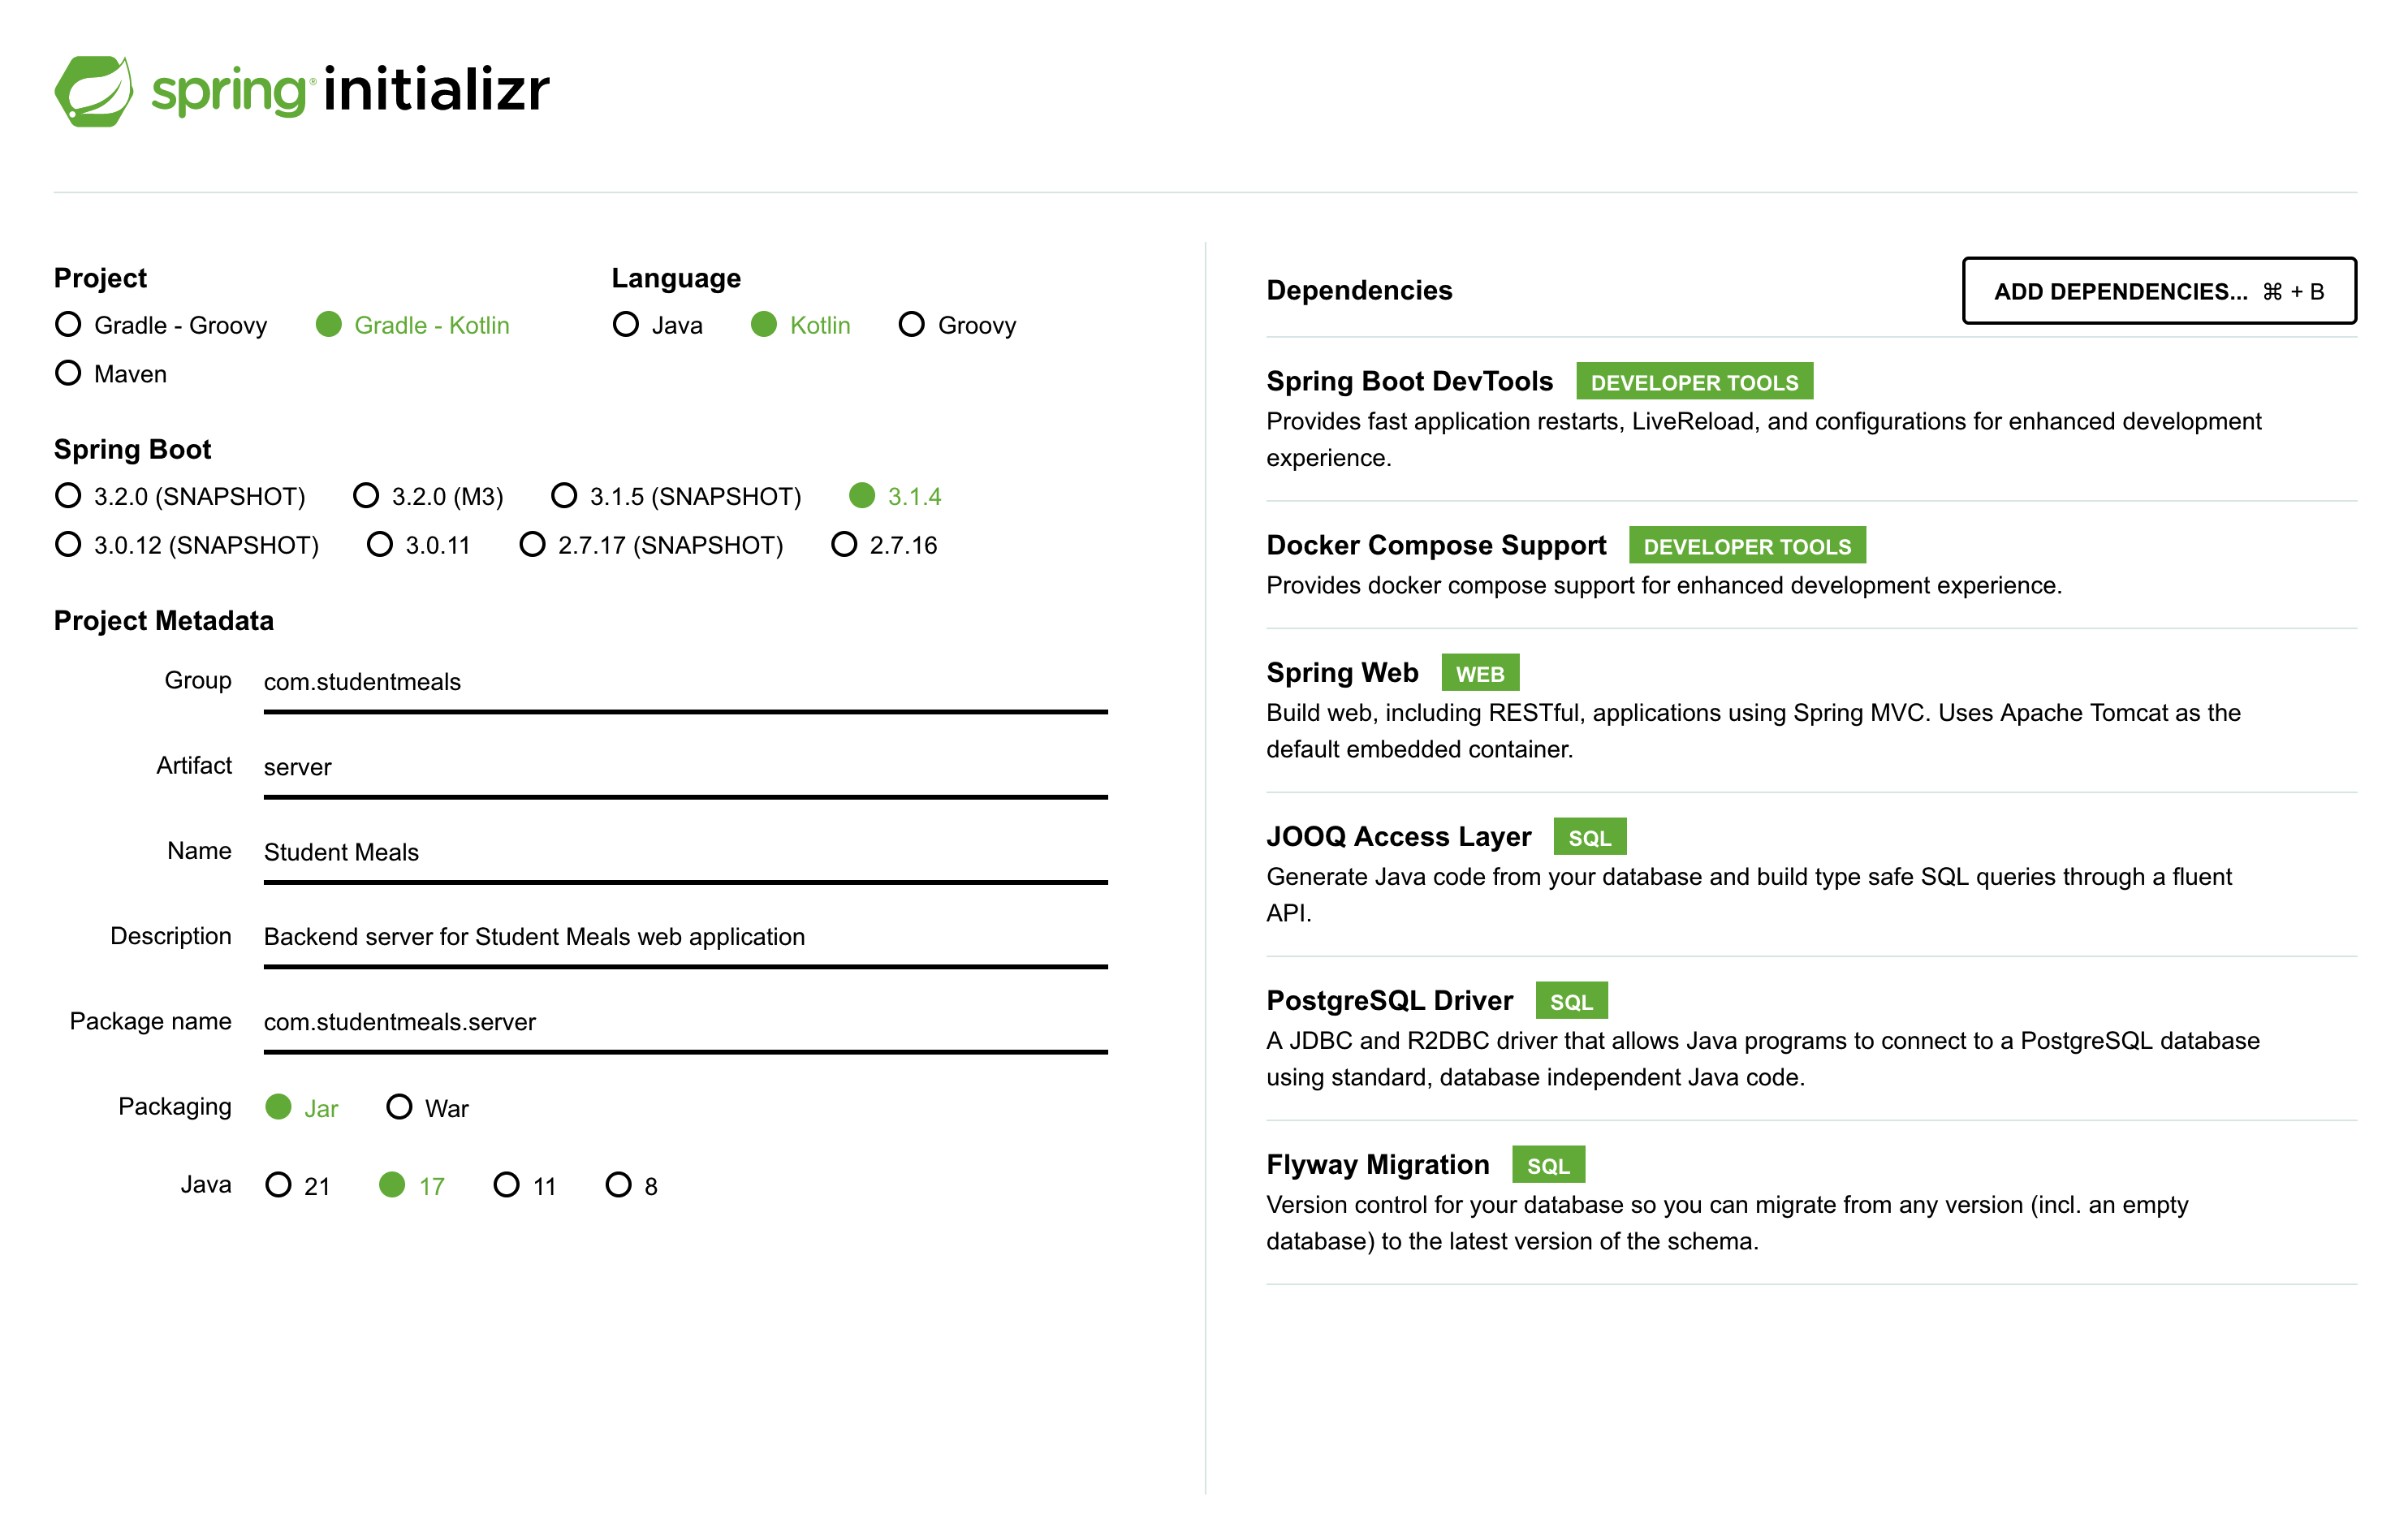 spring® initializr
Project
Gradle - Groovy Gradle - Kotlin
Maven
Language
Java Kotlin Groovy
Spring Boot
3.2.0 (SNAPSHOT) 3.2.0 (M3) 3.1.5 (SNAPSHOT) 3.1.4
3.0.12 (SNAPSHOT) 3.0.11 2.7.17 (SNAPSHOT) 2.7.16
Project Metadata
Group com.studentmeals
Artifact server
Name Student Meals
Description Backend server for Student Meals web application
Package name com.studentmeals.server
Packaging Jar War
Java 21 17 11 8
Dependencies ADD DEPENDENCIES... ⌘ + B
Spring Boot DevTools DEVELOPER TOOLS
Provides fast application restarts, LiveReload, and configurations for enhanced development
experience.
Docker Compose Support DEVELOPER TOOLS
Provides docker compose support for enhanced development experience.
Spring Web WEB
Build web, including RESTful, applications using Spring MVC. Uses Apache Tomcat as the
default embedded container.
JOOQ Access Layer SQL
Generate Java code from your database and build type safe SQL queries through a fluent
API.
PostgreSQL Driver SQL
A JDBC and R2DBC driver that allows Java programs to connect to a PostgreSQL database
using standard, database independent Java code.
Flyway Migration SQL
Version control for your database so you can migrate from any version (incl. an empty
database) to the latest version of the schema.